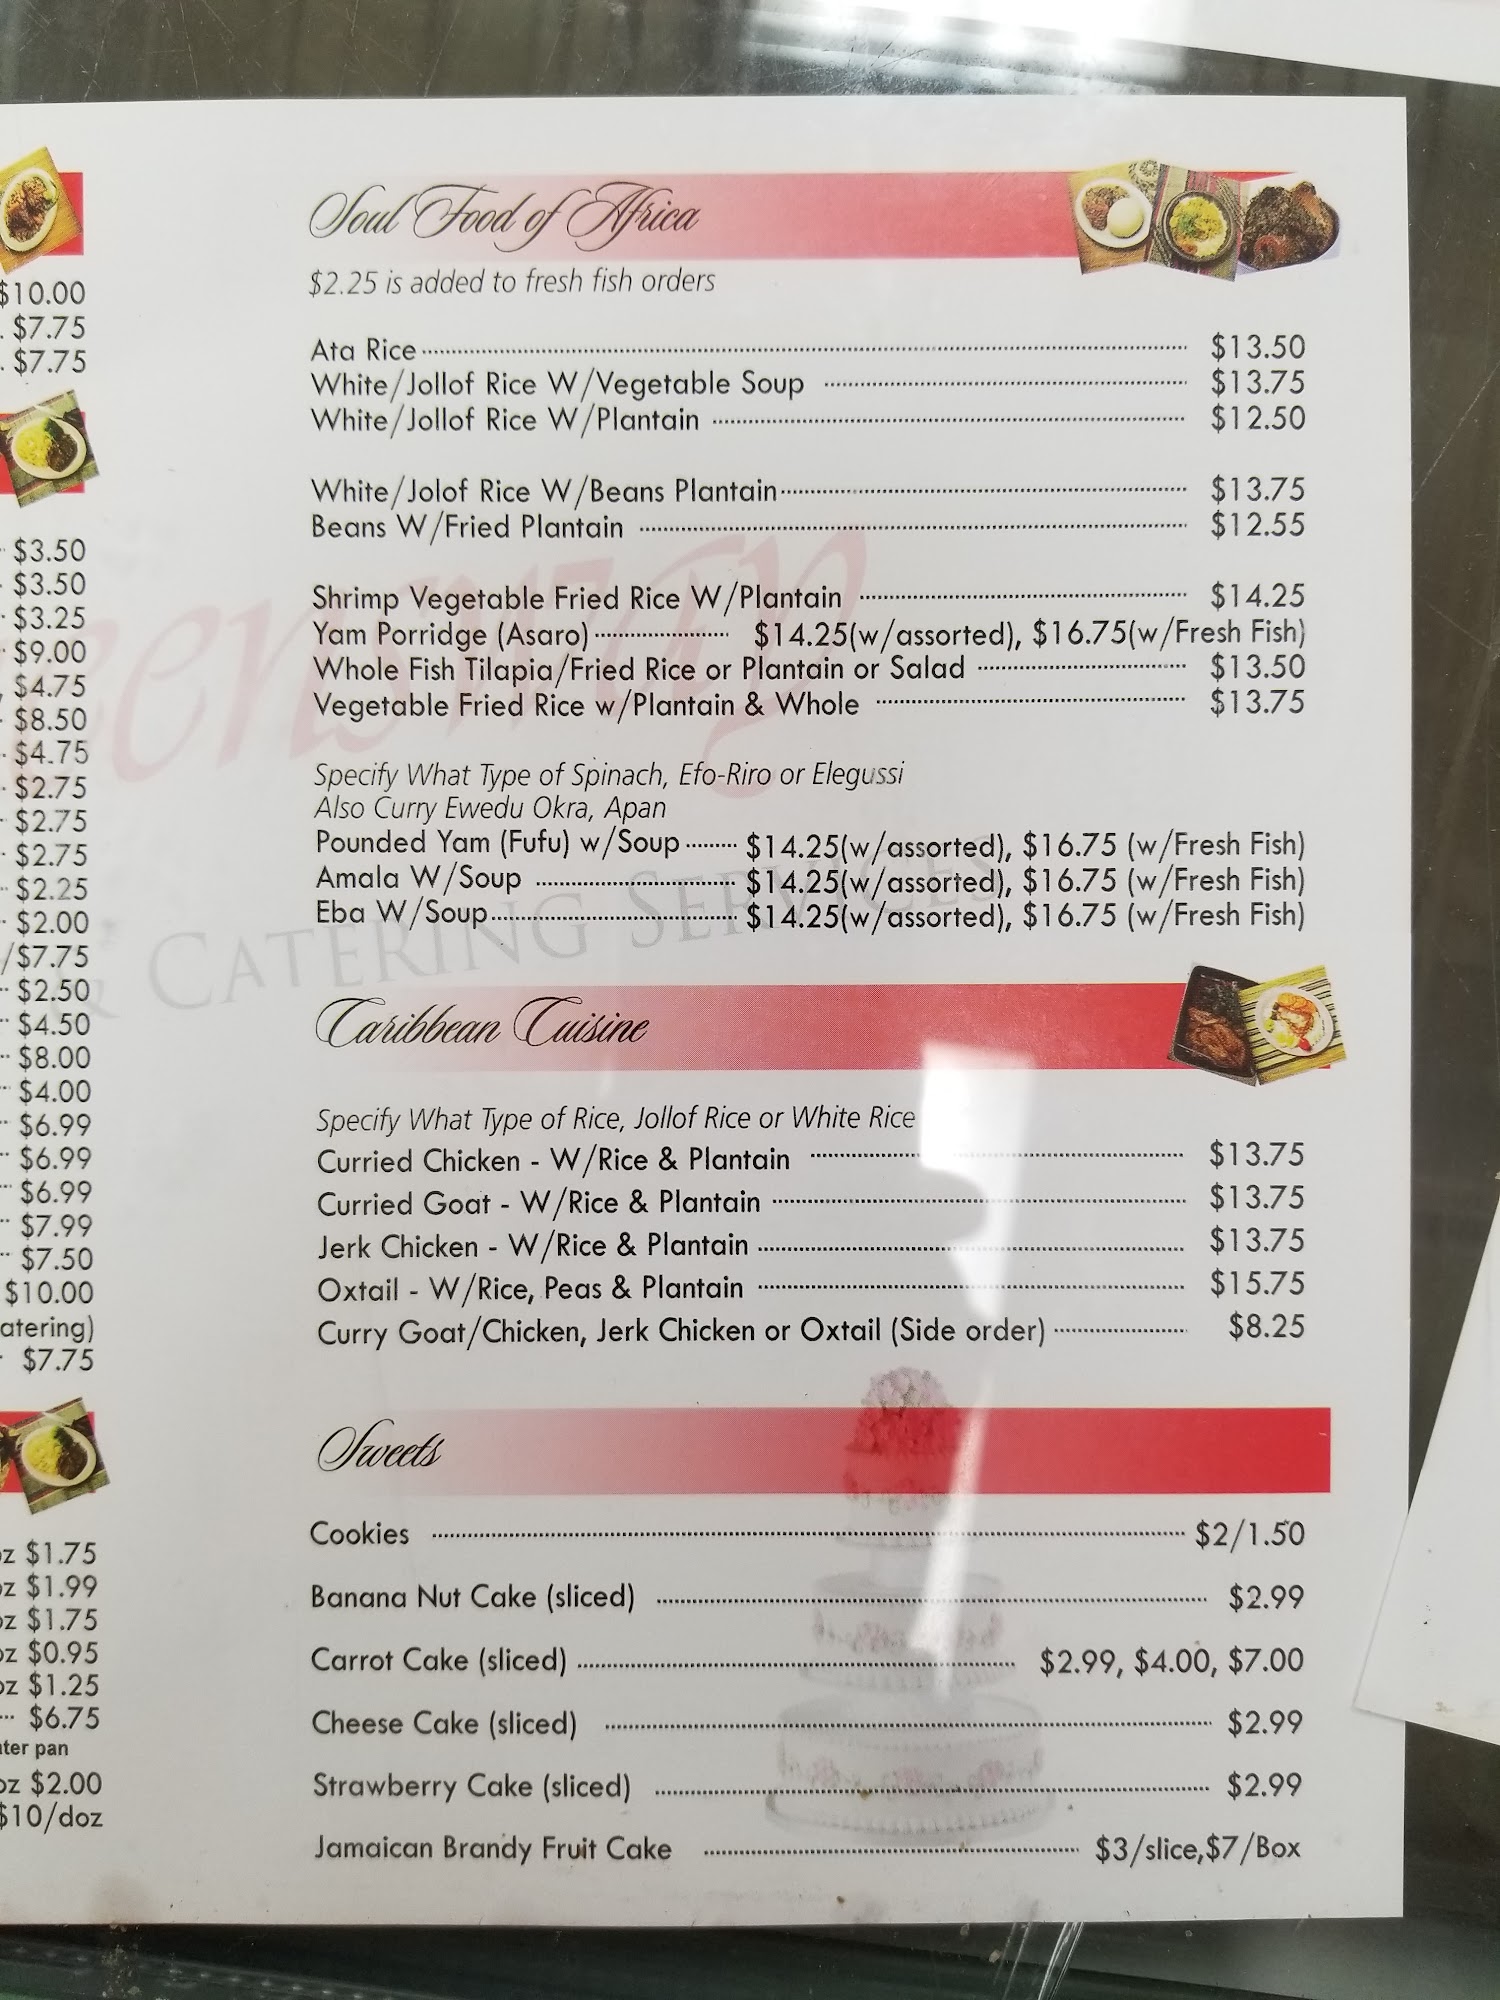 $10.00
. $7.75
. $7.75
$3.50
$3.50
$3.25
$9.00
$4.75
$8.50
$4.75
$2.75
$2.75
$2.75
$2.25
$2.00
/$7.75
$2.50
$4.50
$8.00
$4.00
$6.99
$6.99
$6.99
$7.99
$7.50
$10.00
atering)
$7.75
oz $1.75
oz $1.99
oz $1.75
oz $0.95
oz $1.25
$6.75
ater pan
oz $2.00
$10/doz
Soul Food of Africa
$2.25 is added to fresh fish orders
Ata Rice $13.50
White/Jollof Rice W/Vegetable Soup $13.75
White/Jollof Rice W/Plantain $12.50
White/Jolof Rice W/Beans Plantain $13.75
Beans W/Fried Plantain $12.55
Shrimp Vegetable Fried Rice W/Plantain $14.25
Yam Porridge (Asaro) $14.25(w/assorted), $16.75(w/Fresh Fish)
Whole Fish Tilapia/Fried Rice or Plantain or Salad $13.50
Vegetable Fried Rice w/Plantain & Whole $13.75
Specify What Type of Spinach, Efo-Riro or Elegussi
Also Curry Ewedu Okra, Apan
Pounded Yam (Fufu) w/Soup $14.25(w/assorted), $16.75 (w/Fresh Fish)
Amala W/Soup $14.25(w/assorted), $16.75 (w/Fresh Fish)
Eba W/Soup $14.25(w/assorted), $16.75 (w/Fresh Fish)
& CATERING SERVICES
Caribbean Cuisine
Specify What Type of Rice, Jollof Rice or White Rice
Curried Chicken - W/Rice & Plantain $13.75
Curried Goat - W/Rice & Plantain $13.75
Jerk Chicken - W/Rice & Plantain $13.75
Oxtail - W/Rice, Peas & Plantain $15.75
Curry Goat/Chicken, Jerk Chicken or Oxtail (Side order) $8.25
Sweets
Cookies $2/1.50
Banana Nut Cake (sliced) $2.99
Carrot Cake (sliced) $2.99, $4.00, $7.00
Cheese Cake (sliced) $2.99
Strawberry Cake (sliced) $2.99
Jamaican Brandy Fruit Cake $3/slice,$7/Box